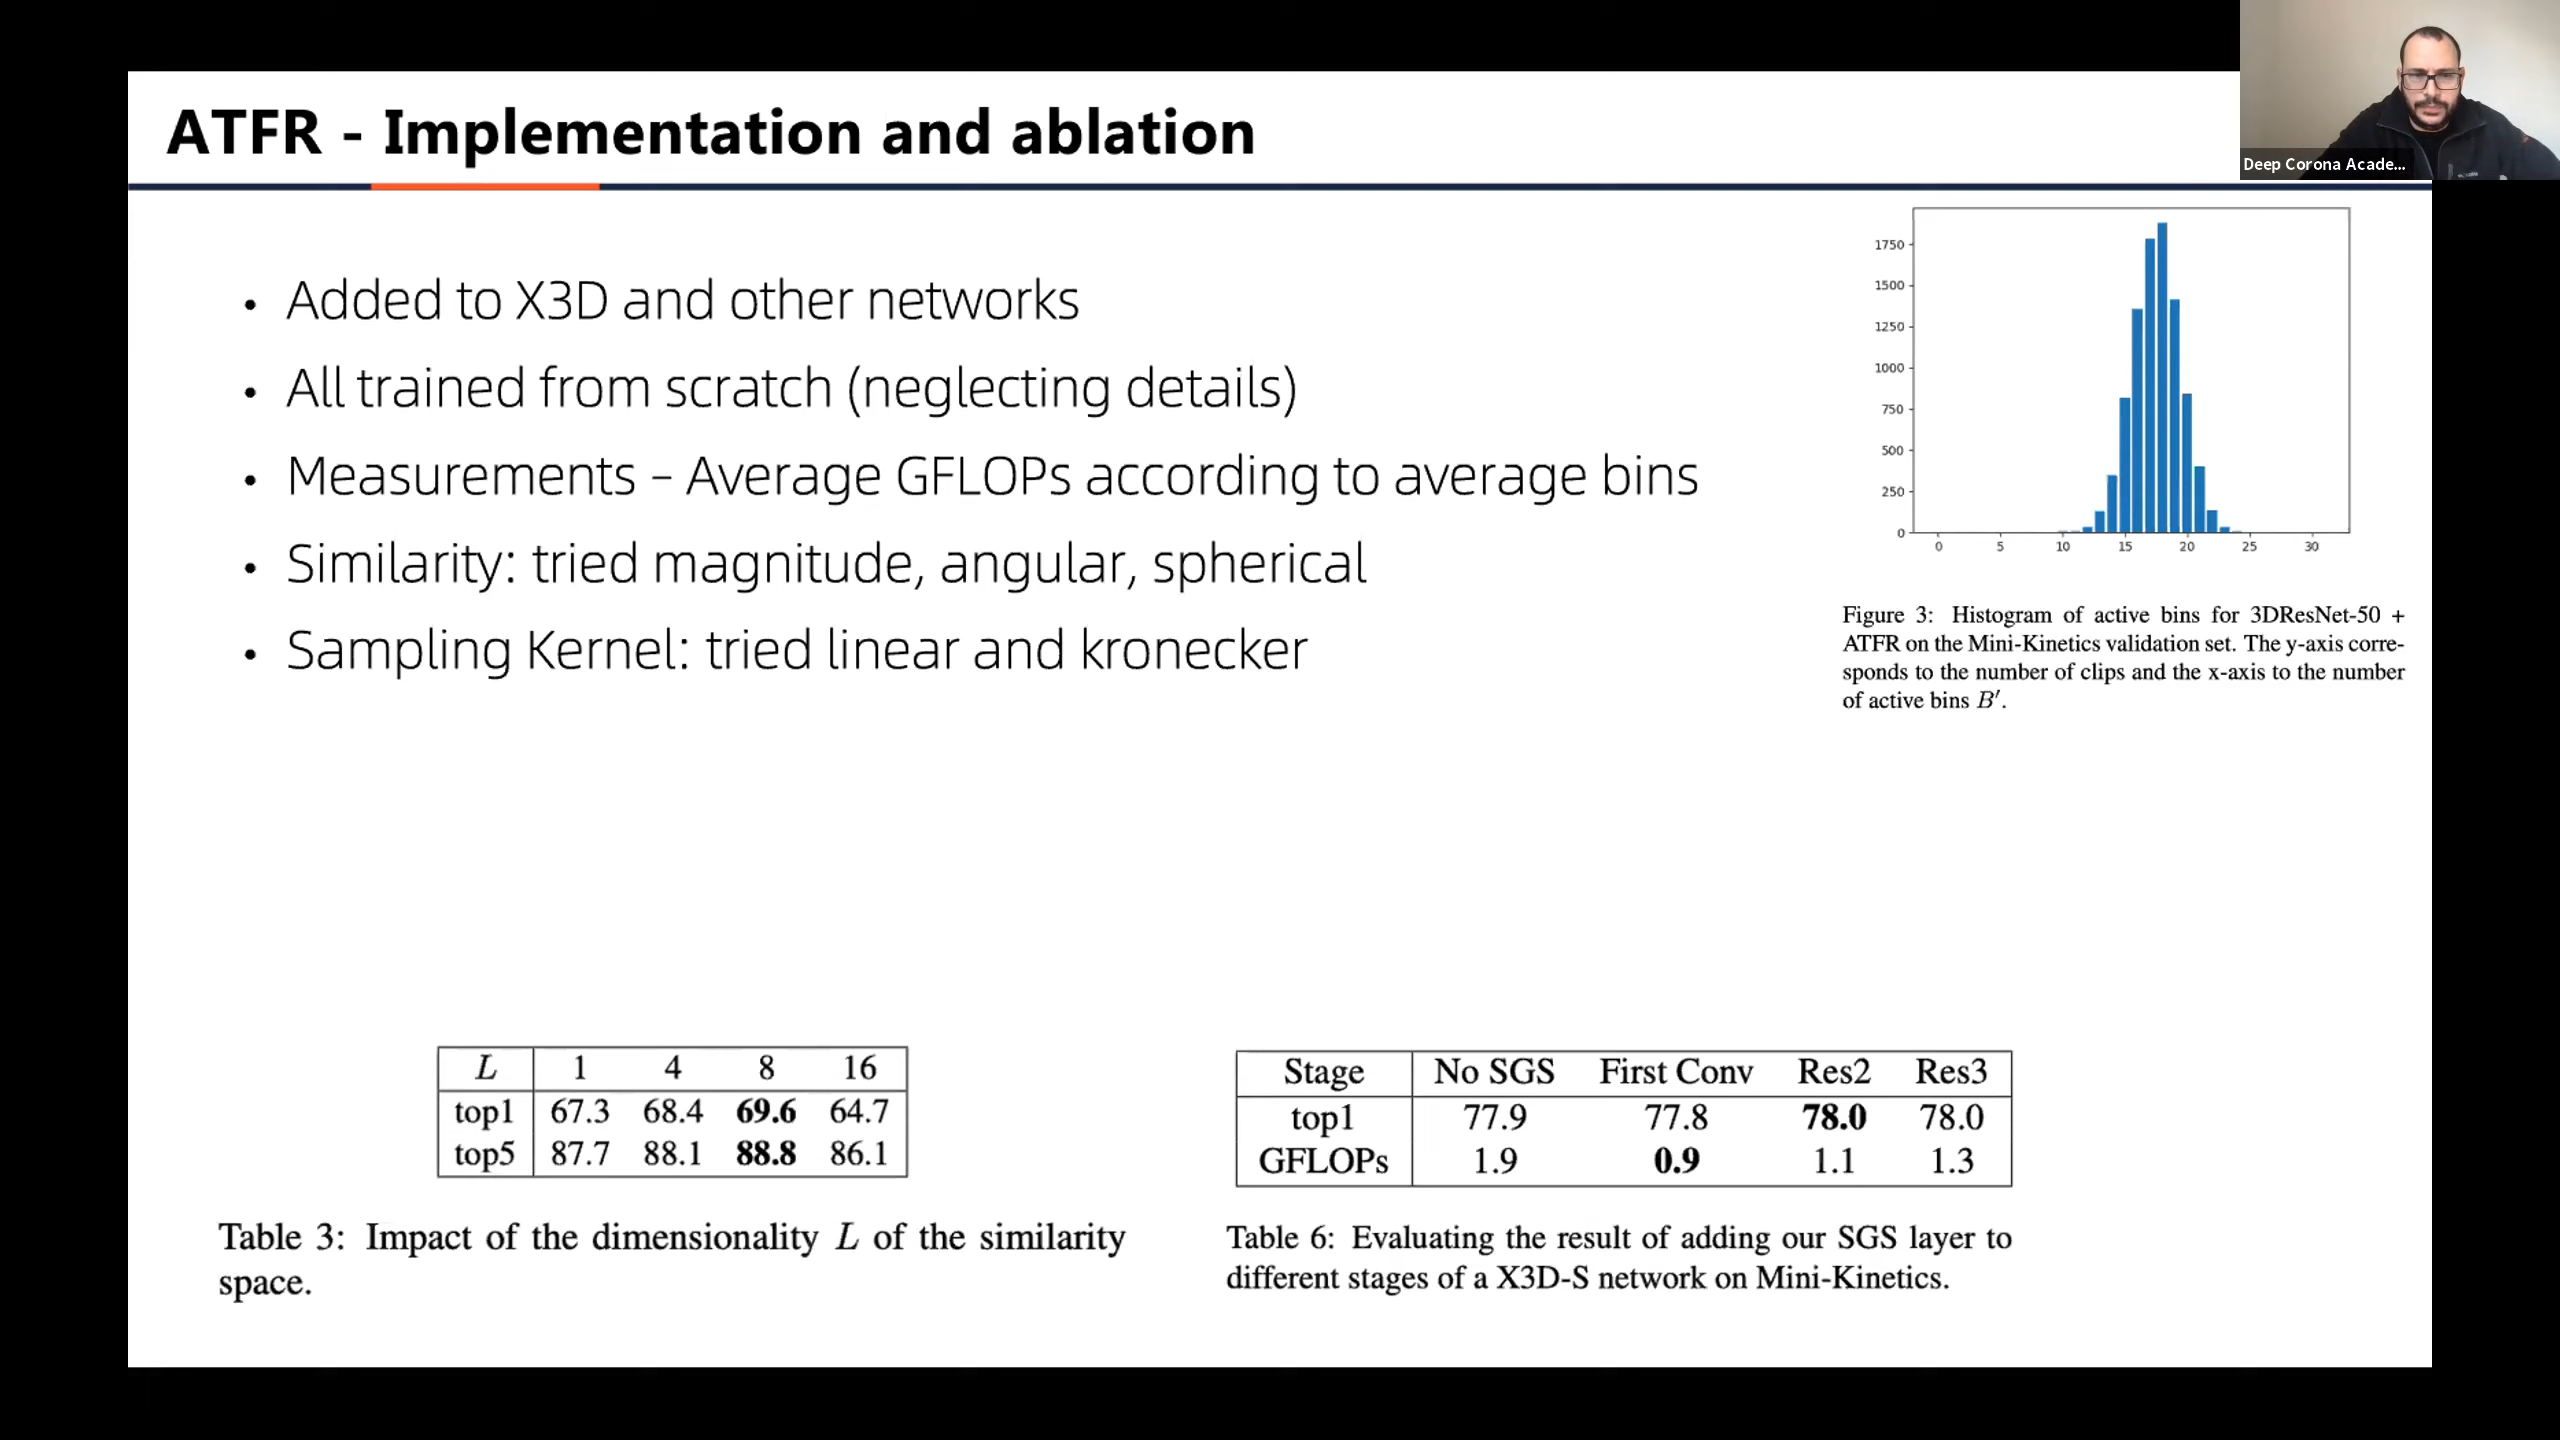 ATFR - Implementation and ablation
Deep Corona Acade...
• Added to X3D and other networks
• All trained from scratch (neglecting details)
• Measurements – Average GFLOPs according to average bins
• Similarity: tried magnitude, angular, spherical
• Sampling Kernel: tried linear and kronecker
1750
1500
1250
1000
750
500
250
0
0 5 10 15 20 25 30
Figure 3: Histogram of active bins for 3DResNet-50 +
ATFR on the Mini-Kinetics validation set. The y-axis corre-
sponds to the number of clips and the x-axis to the number
of active bins B′.
L 1 4 8 16
top1 67.3 68.4 69.6 64.7
top5 87.7 88.1 88.8 86.1
Table 3: Impact of the dimensionality L of the similarity
space.
Stage No SGS First Conv Res2 Res3
top1 77.9 77.8 78.0 78.0
GFLOPs 1.9 0.9 1.1 1.3
Table 6: Evaluating the result of adding our SGS layer to
different stages of a X3D-S network on Mini-Kinetics.